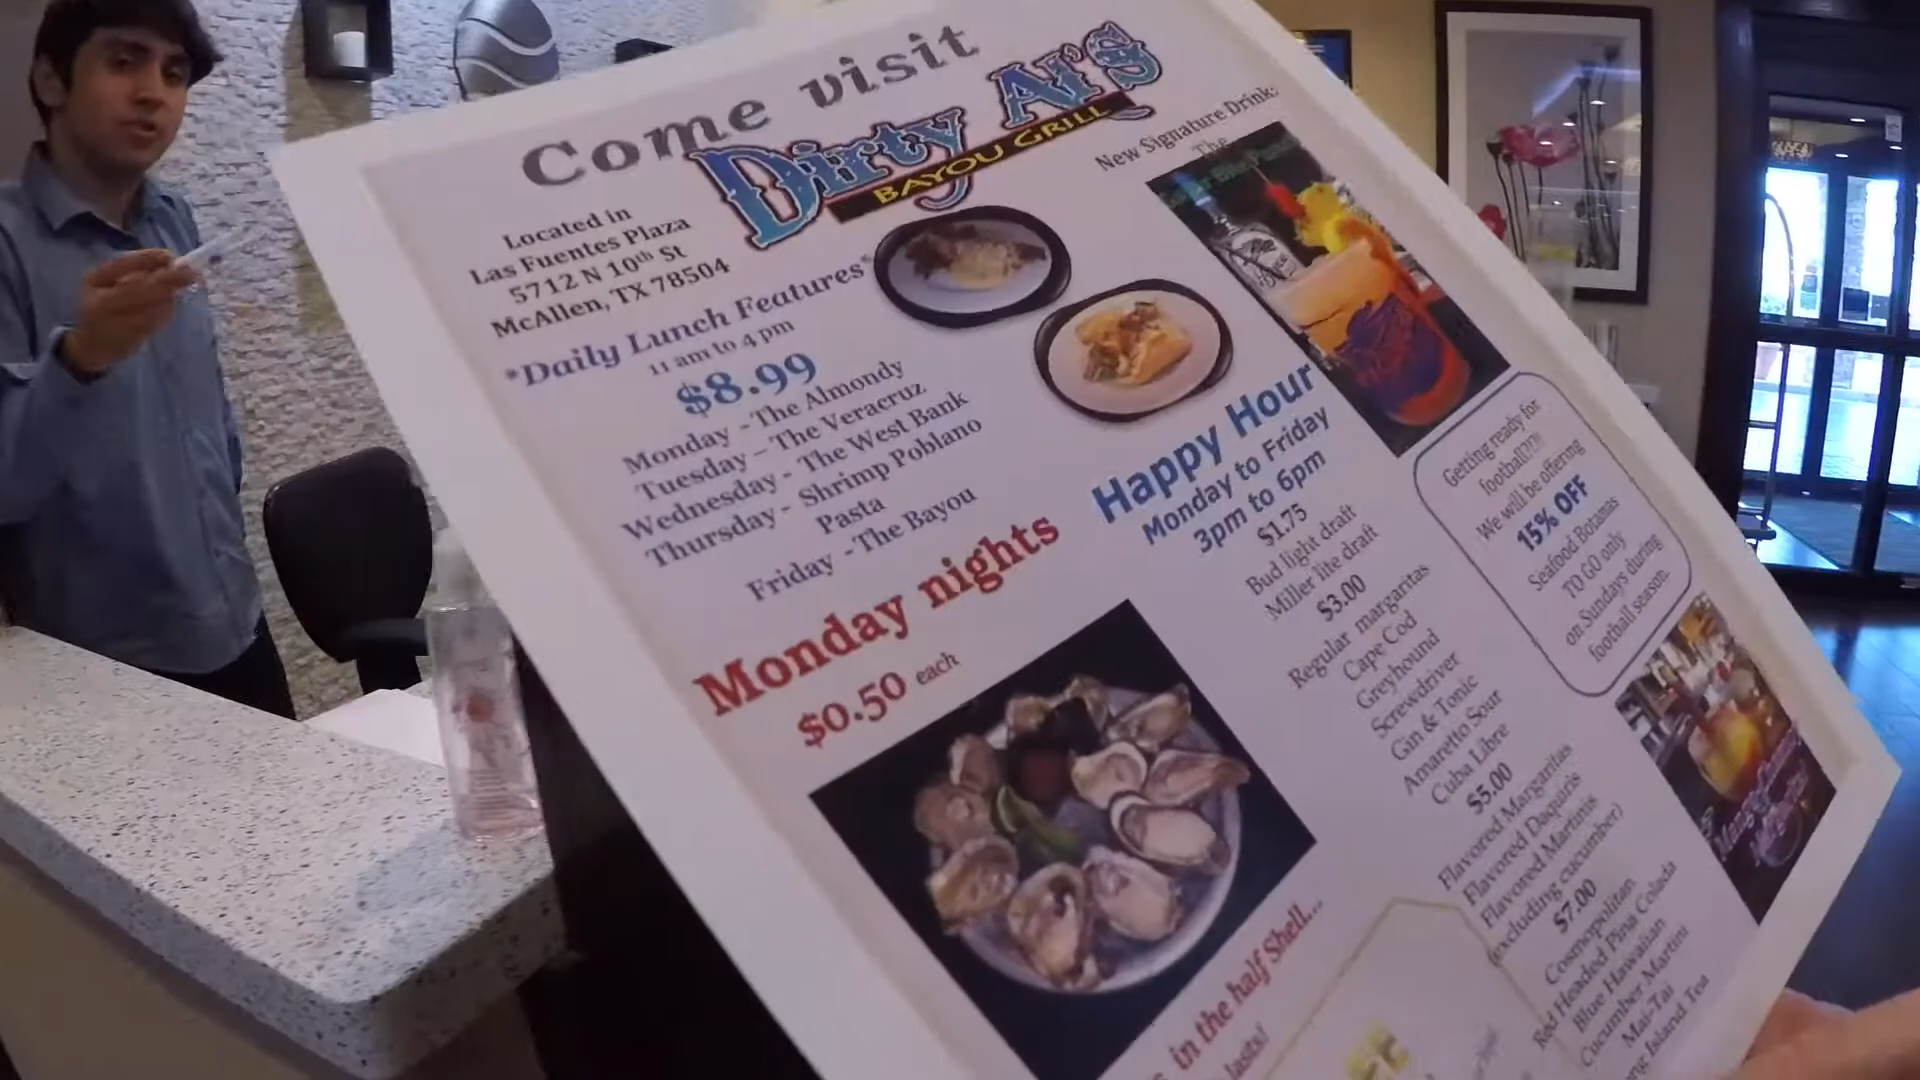 Come visit
Dirty Al's
BAYOU GRILL
Located in
Las Fuentes Plaza
5712 N 10th St
McAllen, TX 78504
*Daily Lunch Features*
11 am to 4 pm
$8.99
Monday - The Almondy
Tuesday – The Veracruz
Wednesday - The West Bank
Thursday - Shrimp Poblano
Pasta
Friday - The Bayou
Monday nights
$0.50 each
in the half Shell...
lasts!
New Signature Drink:
The
Happy Hour
Monday to Friday
3pm to 6pm
$1.75
Bud light draft
Miller lite draft
$3.00
Regular margaritas
Cape Cod
Greyhound
Screwdriver
Gin & Tonic
Amaretto Sour
Cuba Libre
$5.00
Flavored Margaritas
Flavored Daquiris
Flavored Martinis
(excluding cucumber)
$7.00
Cosmopolitan
Red Headed Pina Colada
Blue Hawaiian
Cucumber Martini
Mai-Tai
Island Tea
Getting ready for
football?!!!
We will be offering
15% OFF
Seafood Botanas
TO GO only
on Sundays during
football season.